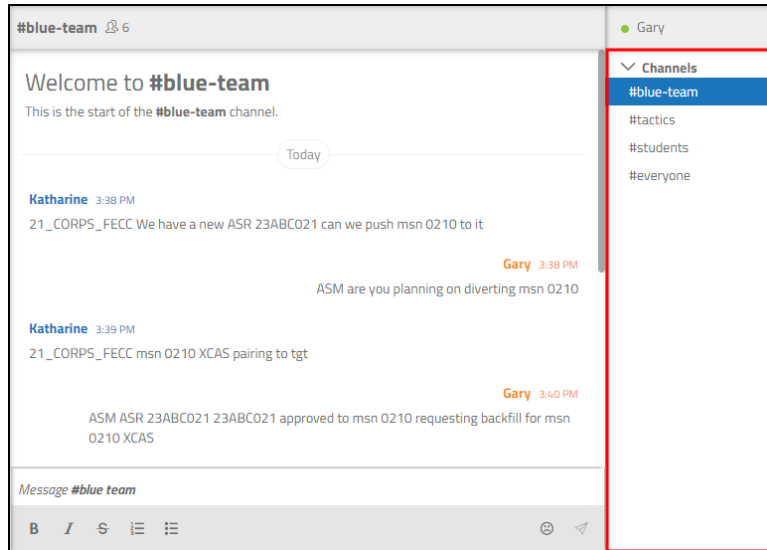 #blue-team 6
Welcome to #blue-team
This is the start of the #blue-team channel.
Today
Katharine 3:38 PM
21_CORPS_FECC We have a new ASR 23ABC021 can we push msn 0210 to it
Gary 3:38 PM
ASM are you planning on diverting msn 0210
Katharine 3:39 PM
21_CORPS_FECC msn 0210 XCAS pairing to tgt
Gary 3:40 PM
ASM ASR 23ABC021 23ABC021 approved to msn 0210 requesting backfill for msn
0210 XCAS
Message #blue team
B I S
Gary
Channels
#blue-team
#tactics
#students
#everyone